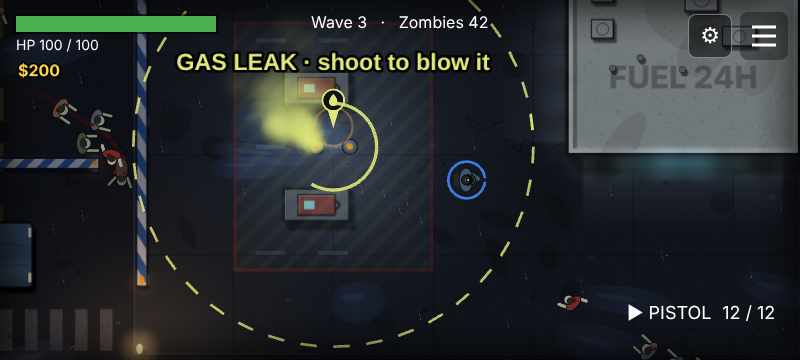 Wave 3 · Zombies 42
HP 100 / 100
$200
GAS LEAK · shoot to blow it
FUEL 24H
▶ PISTOL 12 / 12